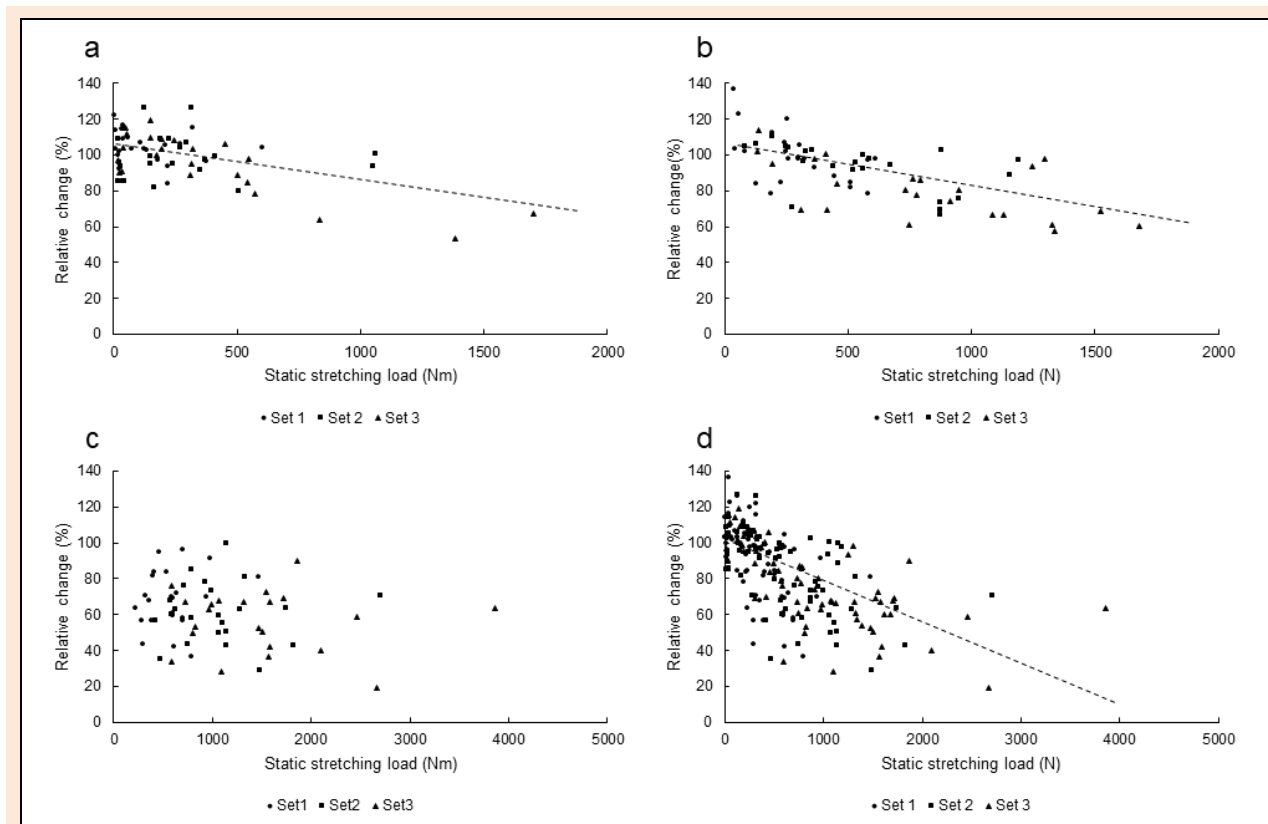 a
140
120
100
80
60
40
20
0
Relative change (%)
0 500 1000 1500 2000
Static stretching load (Nm)
Set 1 Set 2 Set 3
b
140
120
100
80
60
40
20
0
Relative change(%)
0 500 1000 1500 2000
Static stretching load (N)
Set1 Set 2 Set 3
c
140
120
100
80
60
40
20
0
Relative change (%)
0 1000 2000 3000 4000 5000
Static stretching load (Nm)
Set1 Set2 Set3
d
140
120
100
80
60
40
20
0
Relative change (%)
0 1000 2000 3000 4000 5000
Static stretching load (N)
Set 1 Set 2 Set 3